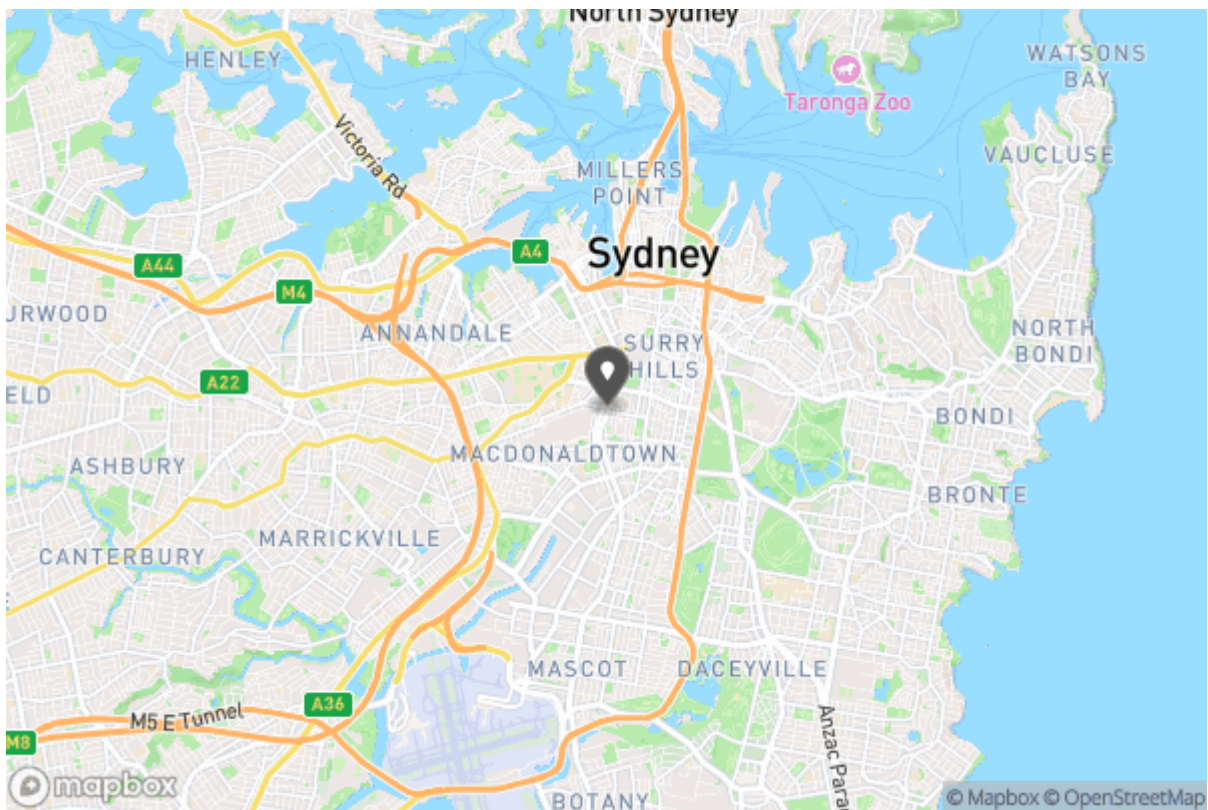 North Sydney
HENLEY
WATSONS
BAY
Taronga Zoo
Victoria Rd
VAUCLUSE
MILLERS
POINT
Sydney
A4
A44
M4
URWOOD
ANNANDALE
SURRY
HILLS
NORTH
BONDI
A22
ELD
BONDI
MACDONALDTOWN
ASHBURY
BRONTE
MARRICKVILLE
CANTERBURY
MASCOT
DACEYVILLE
A36
M5 E Tunnel
M8
Anzac Para
mapbox
BOTANY
© Mapbox © OpenStreetMap